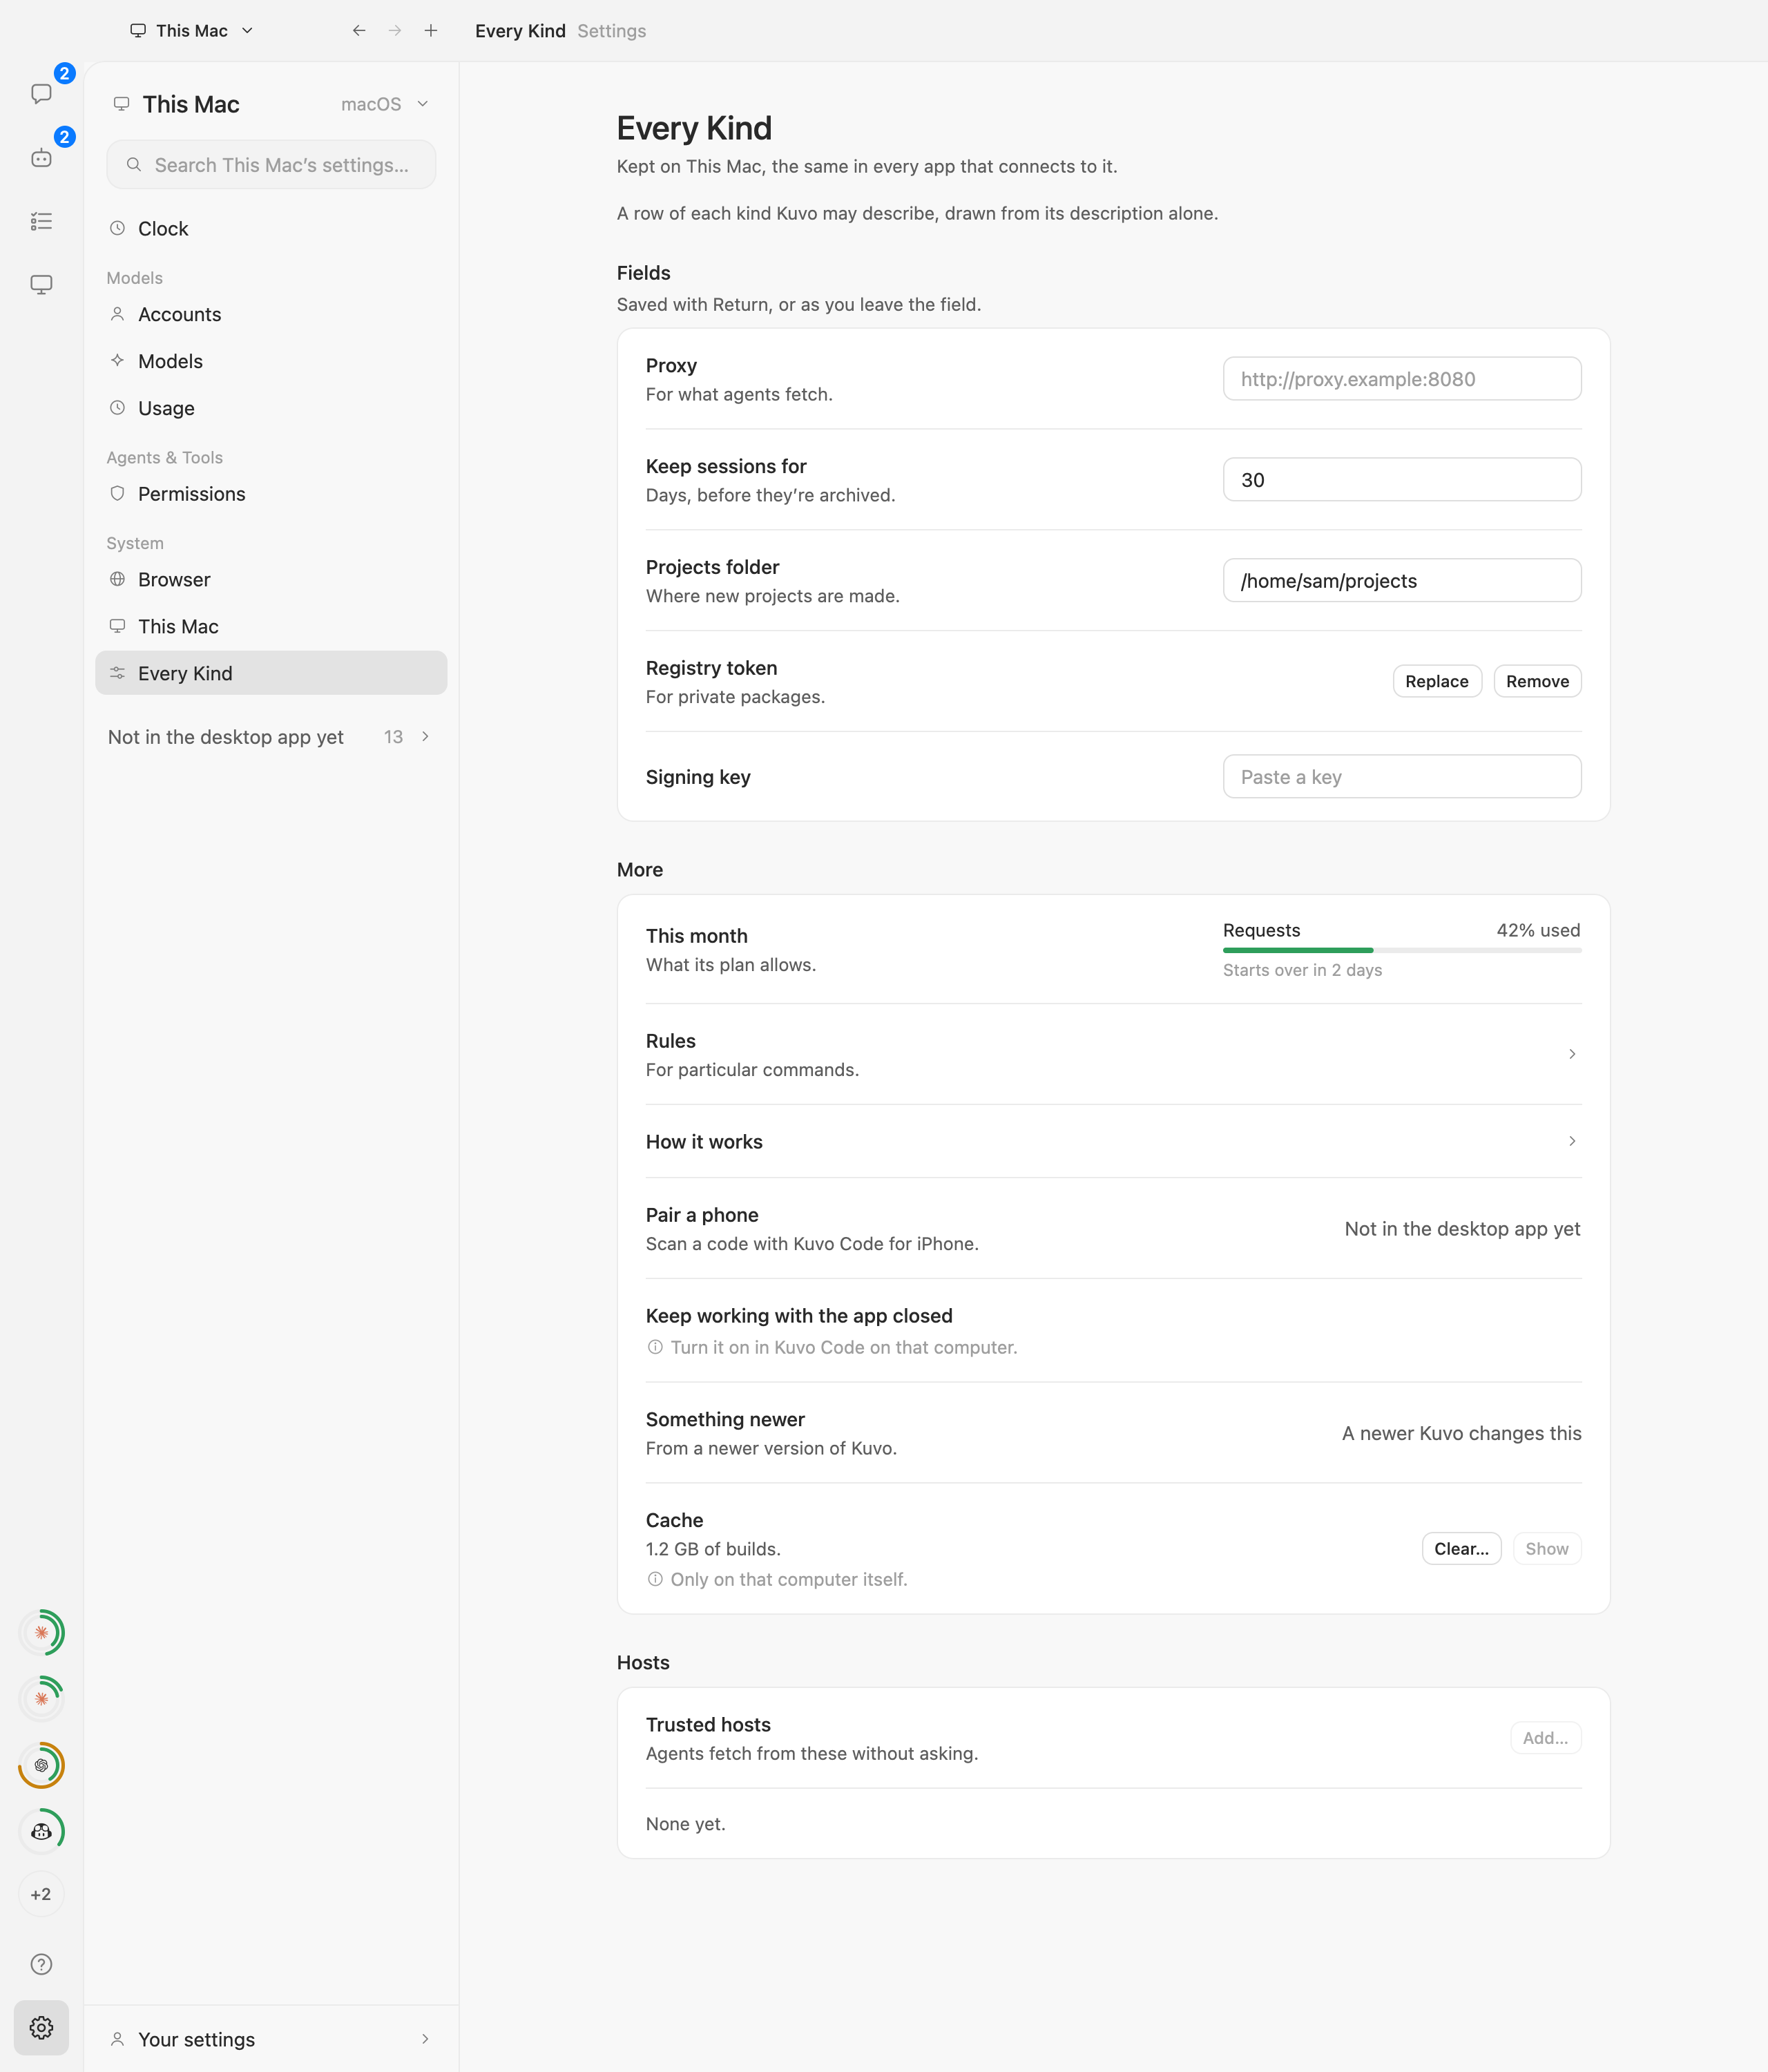 This Mac
Every Kind Settings
2
2
This Mac macOS
Search This Mac’s settings...
Clock
Models
Accounts
Models
Usage
Agents & Tools
Permissions
System
Browser
This Mac
Every Kind
Not in the desktop app yet 13
+2
Your settings
Every Kind
Kept on This Mac, the same in every app that connects to it.
A row of each kind Kuvo may describe, drawn from its description alone.
Fields
Saved with Return, or as you leave the field.
Proxy
For what agents fetch.
http://proxy.example:8080
Keep sessions for
Days, before they’re archived.
30
Projects folder
Where new projects are made.
/home/sam/projects
Registry token
For private packages.
Replace Remove
Signing key
Paste a key
More
This month
What its plan allows.
Requests 42% used
Starts over in 2 days
Rules
For particular commands.
How it works
Pair a phone
Scan a code with Kuvo Code for iPhone.
Not in the desktop app yet
Keep working with the app closed
Turn it on in Kuvo Code on that computer.
Something newer
From a newer version of Kuvo.
A newer Kuvo changes this
Cache
1.2 GB of builds.
Only on that computer itself.
Clear... Show
Hosts
Trusted hosts
Agents fetch from these without asking.
Add...
None yet.